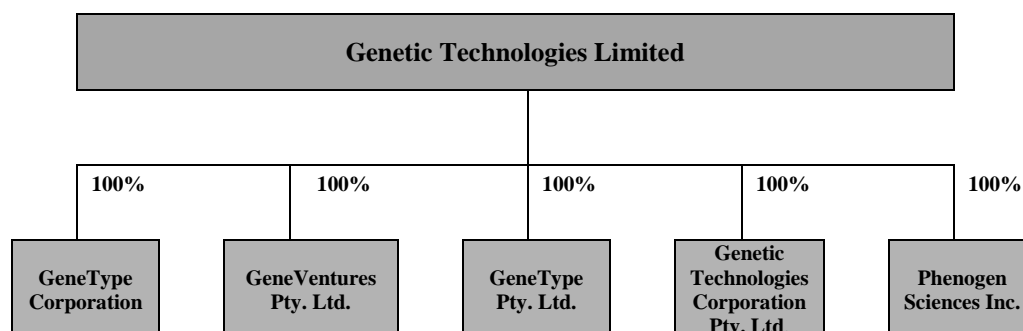 Genetic Technologies Limited
100% 100% 100% 100% 100%
GeneType
Corporation
GeneVentures
Pty. Ltd.
GeneType
Pty. Ltd.
Genetic
Technologies
Corporation
Pty. Ltd
Phenogen
Sciences Inc.